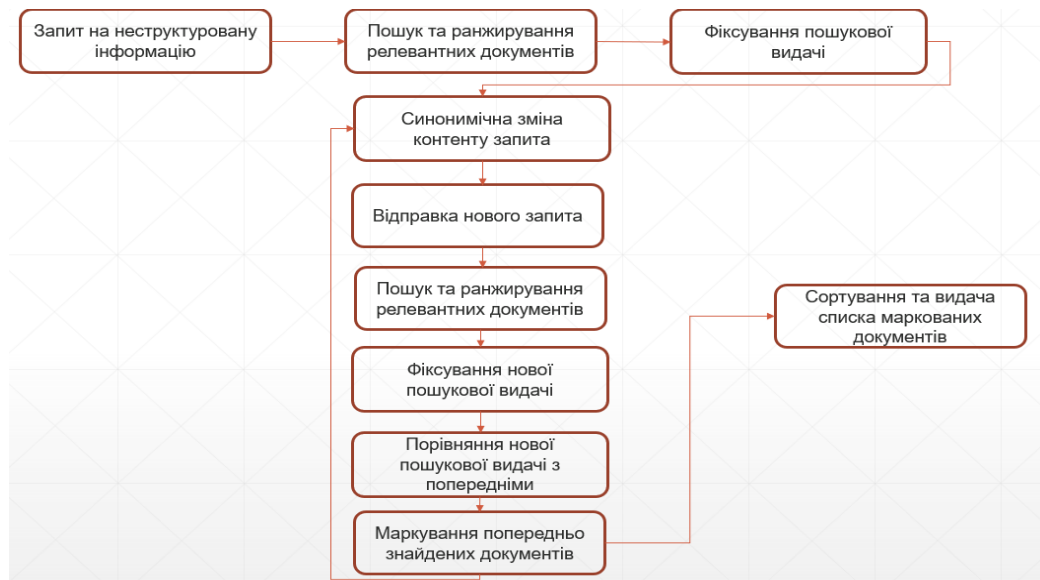 Запит на неструктуровану
інформацію
Пошук та ранжирування
релевантних документів
Фіксування пошукової
видачі
Синонимічна зміна
контенту запита
Відправка нового запита
Пошук та ранжирування
релевантних документів
Фіксування нової
пошукової видачі
Порівняння нової
пошукової видачі з
попередніми
Маркування попередньо
знайдених документів
Сортування та видача
списка маркованих
документів